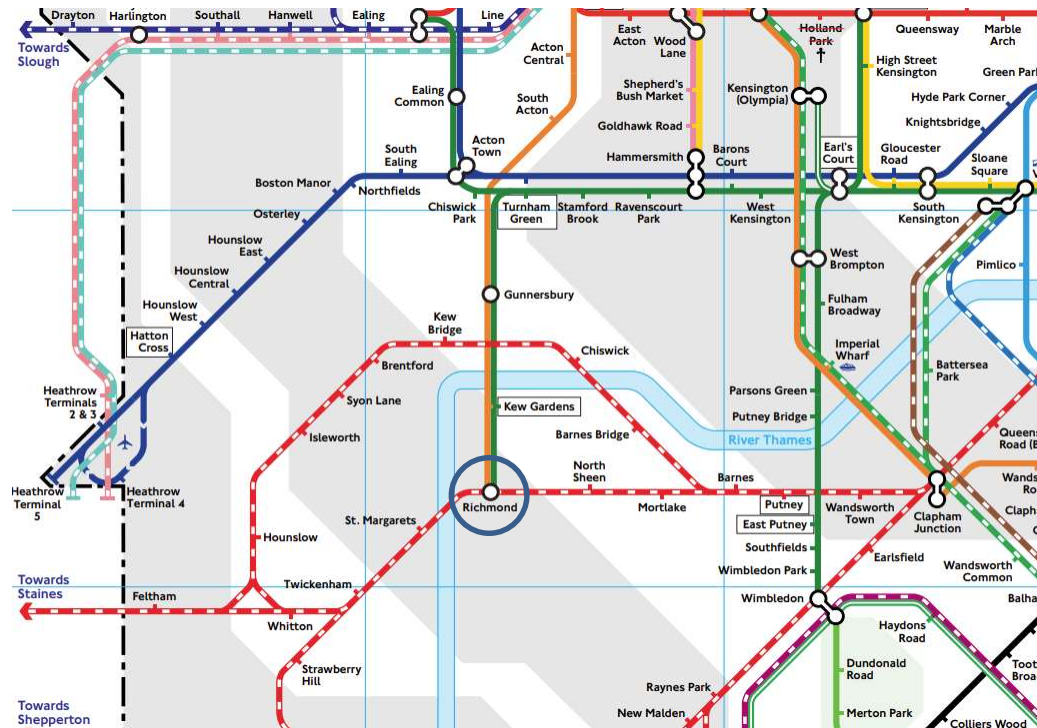 Drayton
Harlington
Southall
Hanwell
Ealing
Line
Towards
Slough
East
Acton
Wood
Lane
Holland
Park
Queensway
Marble
Arch
Acton
Central
High Street
Kensington
Green Park
Ealing
Common
South
Acton
Shepherd's
Bush Market
Kensington
(Olympia)
Hyde Park Corner
Goldhawk Road
Knightsbridge
Acton
Town
South
Ealing
Hammersmith
Barons
Court
Earl's
Court
Gloucester
Road
Sloane
Square
Boston Manor
Northfields
Osterley
Chiswick
Park
Turnham
Green
Stamford
Brook
Ravenscourt
Park
West
Kensington
South
Kensington
Hounslow
East
Hounslow
Central
West
Brompton
Pimlico
Hounslow
West
Gunnersbury
Fulham
Broadway
Hatton
Cross
Kew
Bridge
Chiswick
Imperial
Wharf
Brentford
Battersea
Park
Heathrow
Terminals
2 & 3
Syon Lane
Kew Gardens
Parsons Green
Putney Bridge
Isleworth
Barnes Bridge
River Thames
Queens
Road (B
Heathrow
Terminal
5
Heathrow
Terminal 4
Richmond
North
Sheen
Mortlake
Barnes
Putney
Wandsworth
Town
Clapham
Junction
Wands
Ro
Claph
St. Margarets
East Putney
Hounslow
Southfields
Earlsfield
Wandsworth
Common
Wimbledon Park
Towards
Staines
Feltham
Twickenham
Whitton
Wimbledon
Haydons
Road
Balha
Strawberry
Hill
Dundonald
Road
Toot
Broa
Raynes Park
New Malden
Merton Park
Colliers Wood
Towards
Shepperton